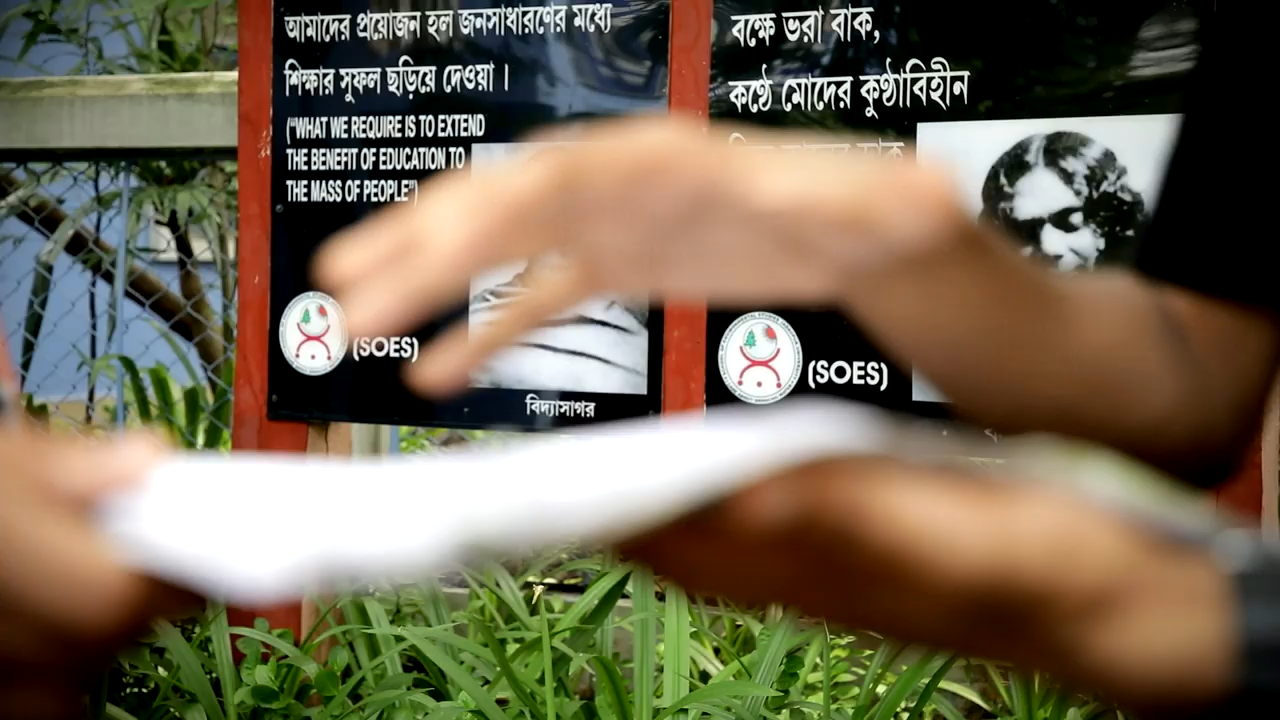 আমাদের প্রয়োজন হল জনসাধারণের মধ্যে
শিক্ষার সুফল ছড়িয়ে দেওয়া।
("WHAT WE REQUIRE IS TO EXTEND
THE BENEFIT OF EDUCATION TO
THE MASS OF PEOPLE")
(SOES)
বিদ্যাসাগর
বক্ষে ভরা বাক,
কণ্ঠে মোদের কুণ্ঠাবিহীন
(SOES)